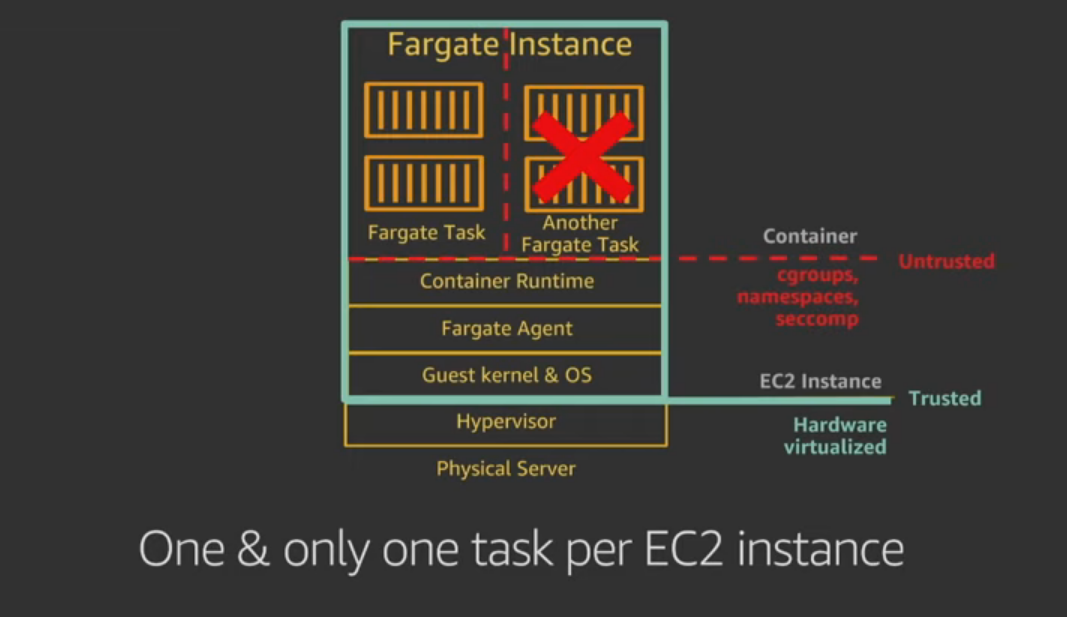 Fargate Instance
Fargate Task
Another
Fargate Task
Container
Untrusted
cgroups,
namespaces,
seccomp
Container Runtime
Fargate Agent
Guest kernel & OS
EC2 Instance
Trusted
Hypervisor
Hardware
virtualized
Physical Server
One & only one task per EC2 instance